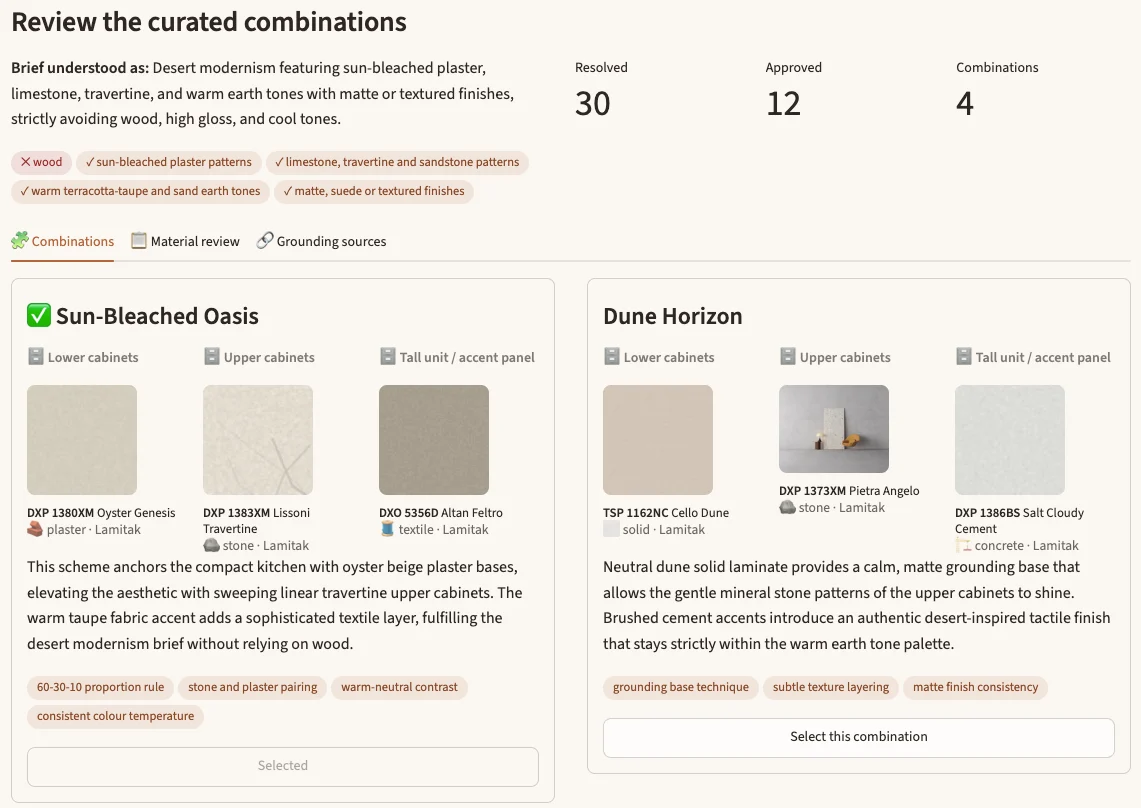 Review the curated combinations
Brief understood as: Desert modernism featuring sun-bleached plaster,
limestone, travertine, and warm earth tones with matte or textured finishes,
strictly avoiding wood, high gloss, and cool tones.
Resolved
30
Approved
12
Combinations
4
✕ wood
✓ sun-bleached plaster patterns
✓ limestone, travertine and sandstone patterns
✓ warm terracotta-taupe and sand earth tones
✓ matte, suede or textured finishes
Combinations
Material review
Grounding sources
Sun-Bleached Oasis
Lower cabinets
Upper cabinets
Tall unit / accent panel
DXP 1380XM Oyster Genesis
plaster · Lamitak
DXP 1383XM Lissoni
Travertine
stone · Lamitak
DXO 5356D Altan Feltro
textile · Lamitak
This scheme anchors the compact kitchen with oyster beige plaster bases,
elevating the aesthetic with sweeping linear travertine upper cabinets. The
warm taupe fabric accent adds a sophisticated textile layer, fulfilling the
desert modernism brief without relying on wood.
60-30-10 proportion rule
stone and plaster pairing
warm-neutral contrast
consistent colour temperature
Selected
Dune Horizon
Lower cabinets
Upper cabinets
Tall unit / accent panel
TSP 1162NC Cello Dune
solid · Lamitak
DXP 1373XM Pietra Angelo
stone · Lamitak
DXP 1386BS Salt Cloudy
Cement
concrete · Lamitak
Neutral dune solid laminate provides a calm, matte grounding base that
allows the gentle mineral stone patterns of the upper cabinets to shine.
Brushed cement accents introduce an authentic desert-inspired tactile finish
that stays strictly within the warm earth tone palette.
grounding base technique
subtle texture layering
matte finish consistency
Select this combination